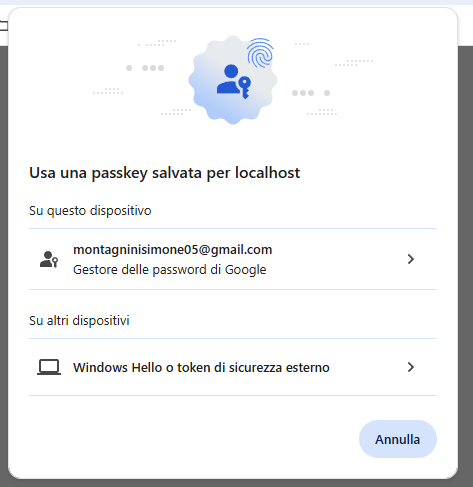 Usa una passkey salvata per localhost
Su questo dispositivo
montagninisimone05@gmail.com
Gestore delle password di Google
Su altri dispositivi
Windows Hello o token di sicurezza esterno
Annulla